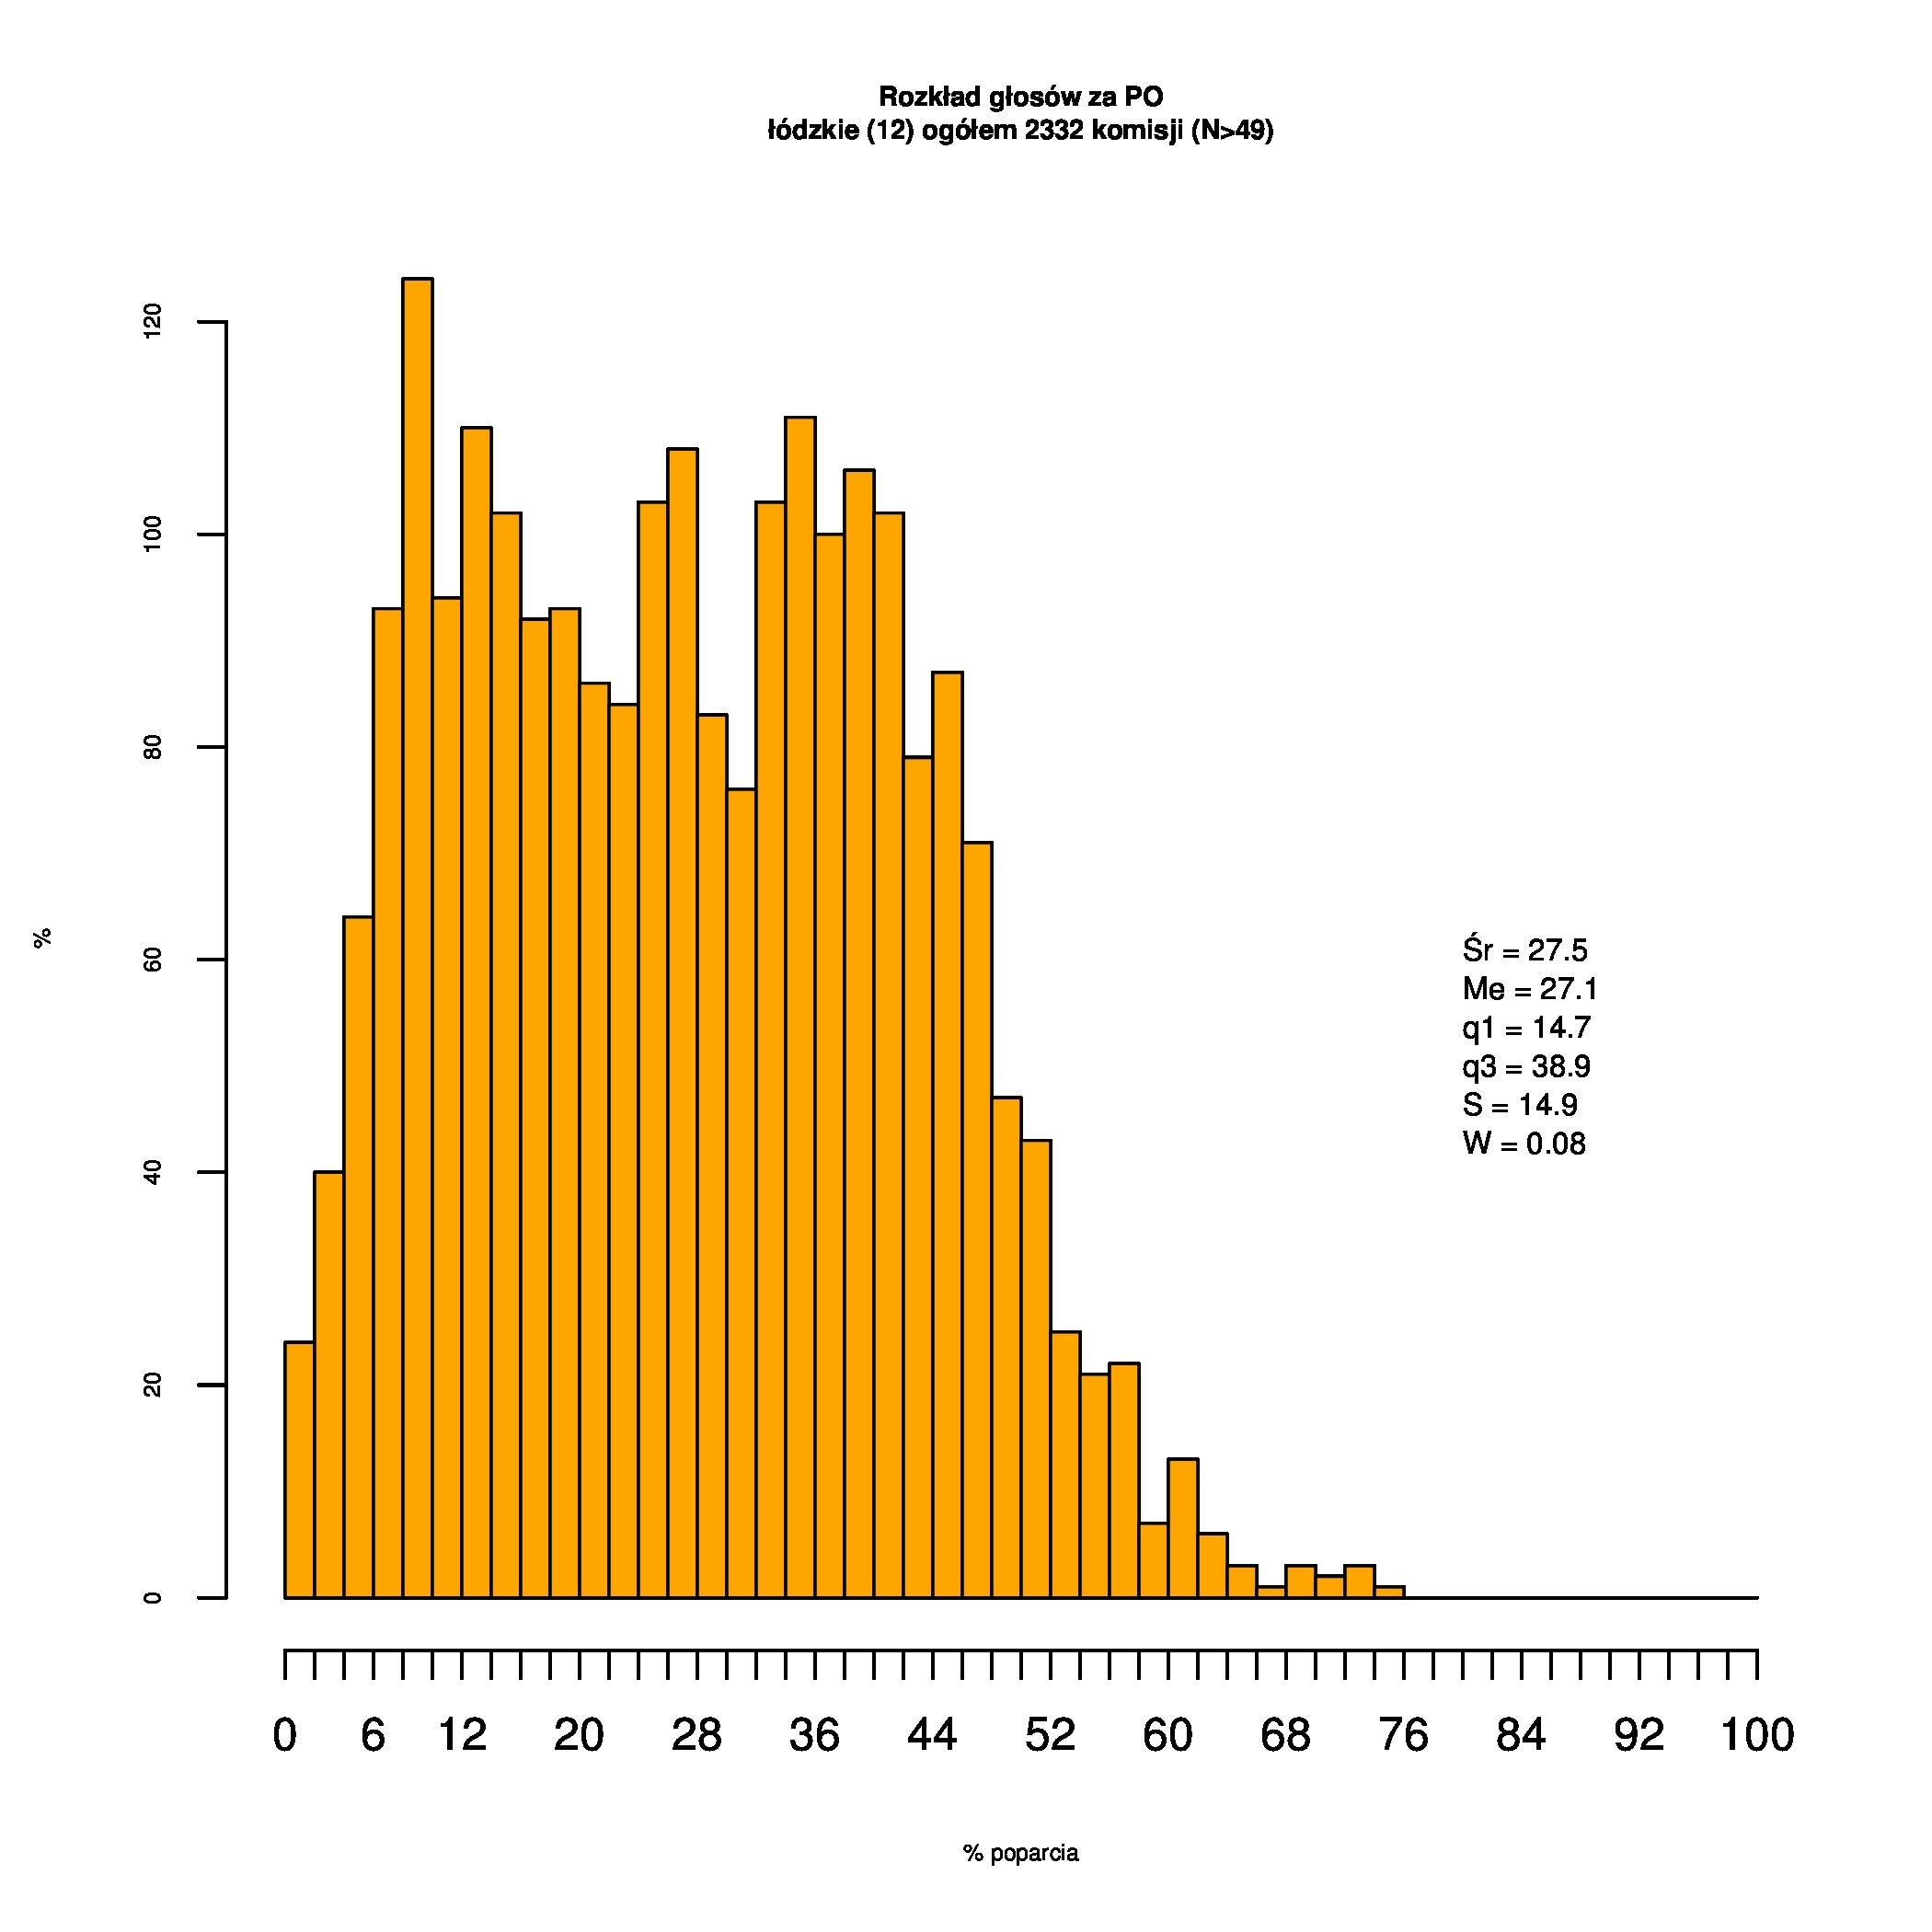 Rozkład głosów za PO
łódzkie (12) ogółem 2332 komisji (N>49)
120
100
80
60
40
20
0
%
Śr = 27.5
Me = 27.1
q1 = 14.7
q3 = 38.9
S = 14.9
W = 0.08
0 6 12 20 28 36 44 52 60 68 76 84 92 100
% poparcia